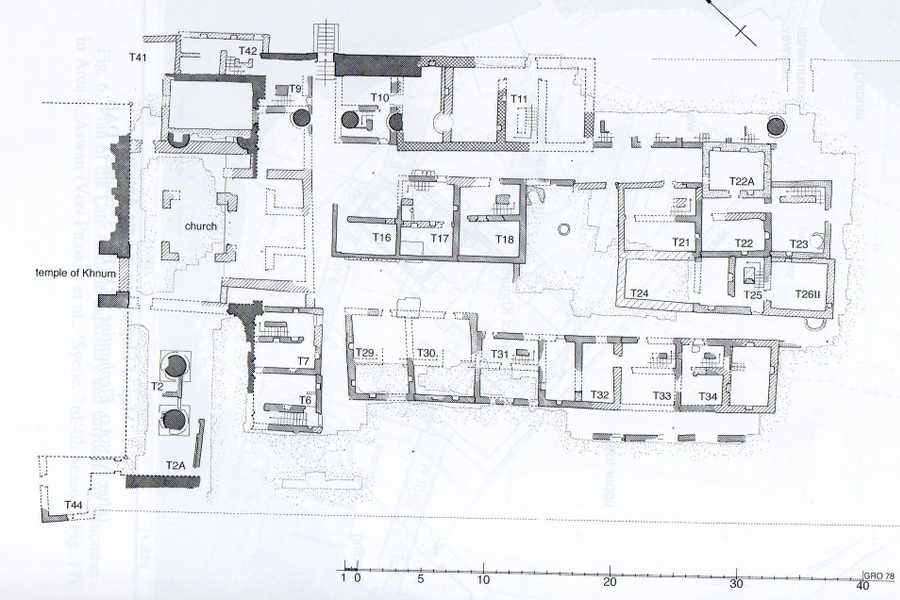 T41
T42
T9
T10
T11
T22A
church
T16
T17
T18
T21
T22
T23
temple of Khnum
T24
T25
T26II
T29
T30
T31
T7
T2
T6
T32
T33
T34
T2A
T44
1 0 5 10 20 30 40
GRO 78